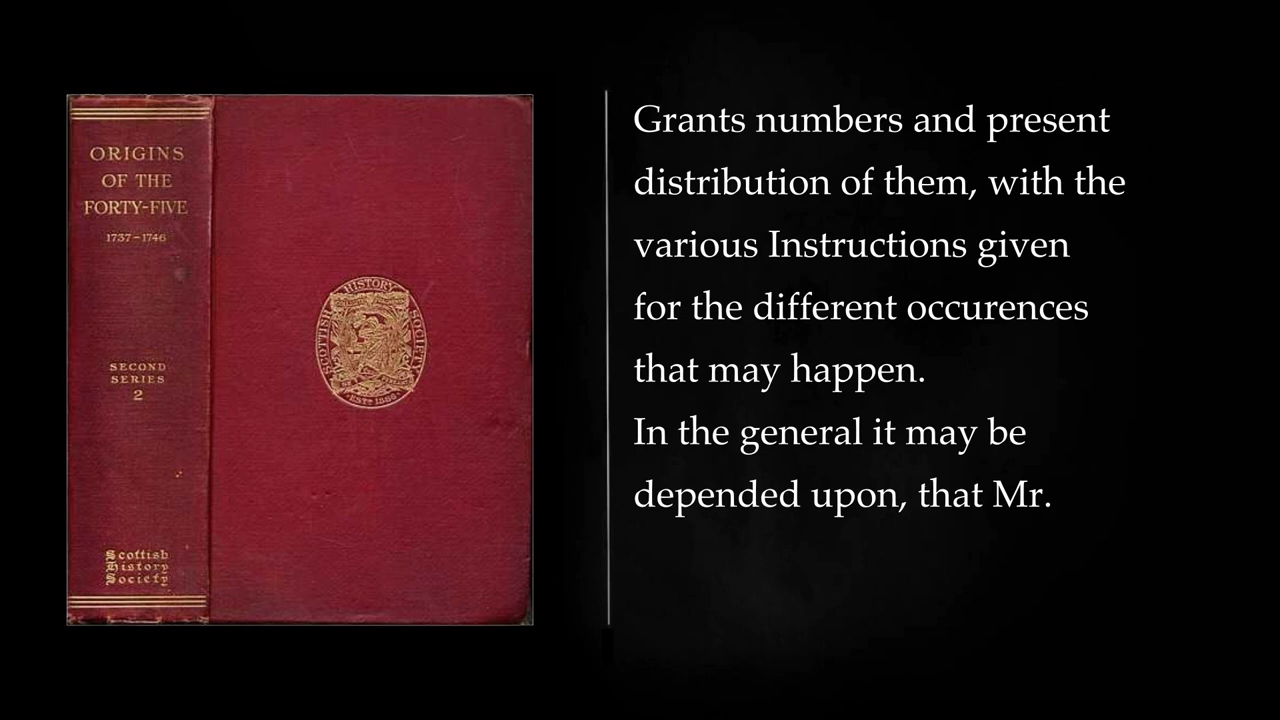 ORIGINS
OF THE
FORTY-FIVE
1737-1746
SECOND
SERIES
2
Scottish
History
Society
SCOTTISH HISTORY SOCIETY
ESTD 1886
Grants numbers and present
distribution of them, with the
various Instructions given
for the different occurences
that may happen.
In the general it may be
depended upon, that Mr.